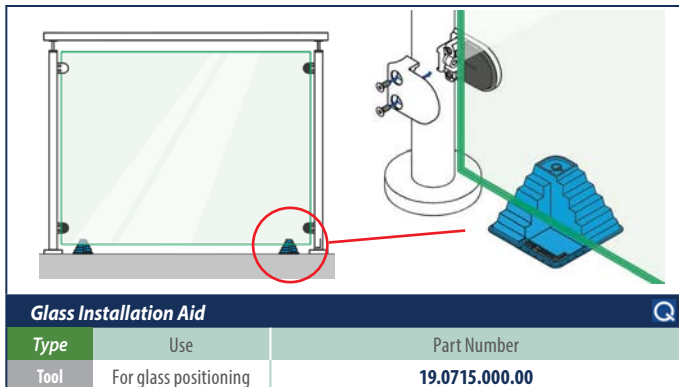 Glass Installation Aid
Type Use Part Number
Tool For glass positioning 19.0715.000.00